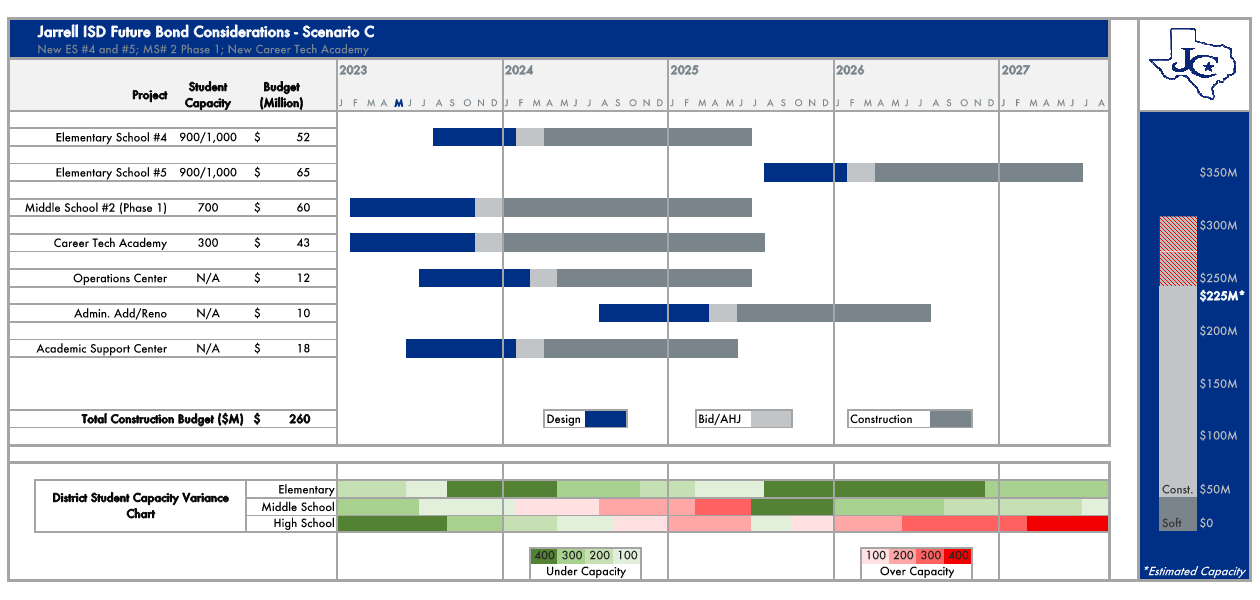 Jarrell ISD Future Bond Considerations - Scenario C
New ES #4 and #5; MS# 2 Phase 1; New Career Tech Academy
2023 2024 2025 2026 2027
Project Student Capacity Budget (Million)
J F M A M J J A S O N D J F M A M J J A S O N D J F M A M J J A S O N D J F M A M J J A S O N D J F M A M J J A
Elementary School #4 900/1,000 $ 52
Elementary School #5 900/1,000 $ 65
Middle School #2 (Phase 1) 700 $ 60
Career Tech Academy 300 $ 43
Operations Center N/A $ 12
Admin. Add/Reno N/A $ 10
Academic Support Center N/A $ 18
Total Construction Budget ($M) $ 260
Design Bid/AHJ Construction
District Student Capacity Variance
Chart
Elementary
Middle School
High School
400 300 200 100
Under Capacity
100 200 300 400
Over Capacity
JC
$350M
$300M
$250M
$225M*
$200M
$150M
$100M
Const. $50M
Soft $0
*Estimated Capacity